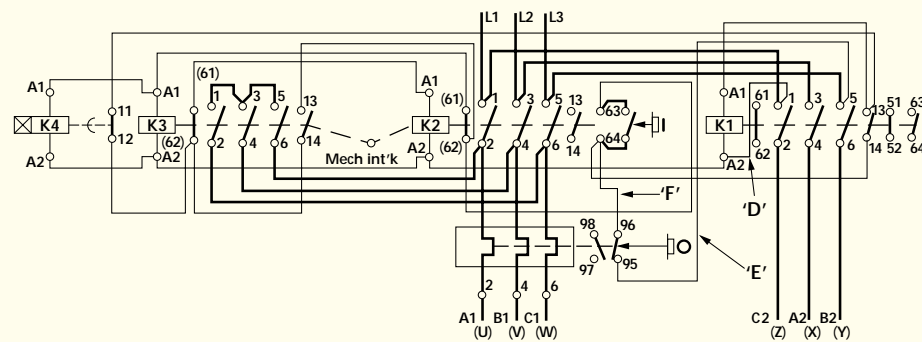 L1 L2 L3
A1 (61) A1 A1 61
11 A1 1 3 5 13 (61) 1 3 5 13 63 1 3 5 13 51 63
K4 K3 K2 K1
12 (62) 2 4 6 14 (62) 2 4 6 14 64 62 2 4 6 14 52 64
A2 A2 Mech int'k A2 A2
'F' 'D'
98 96
97 95 'E'
2 4 6
A1 B1 C1 C2 A2 B2
(U) (V) (W) (Z) (X) (Y)